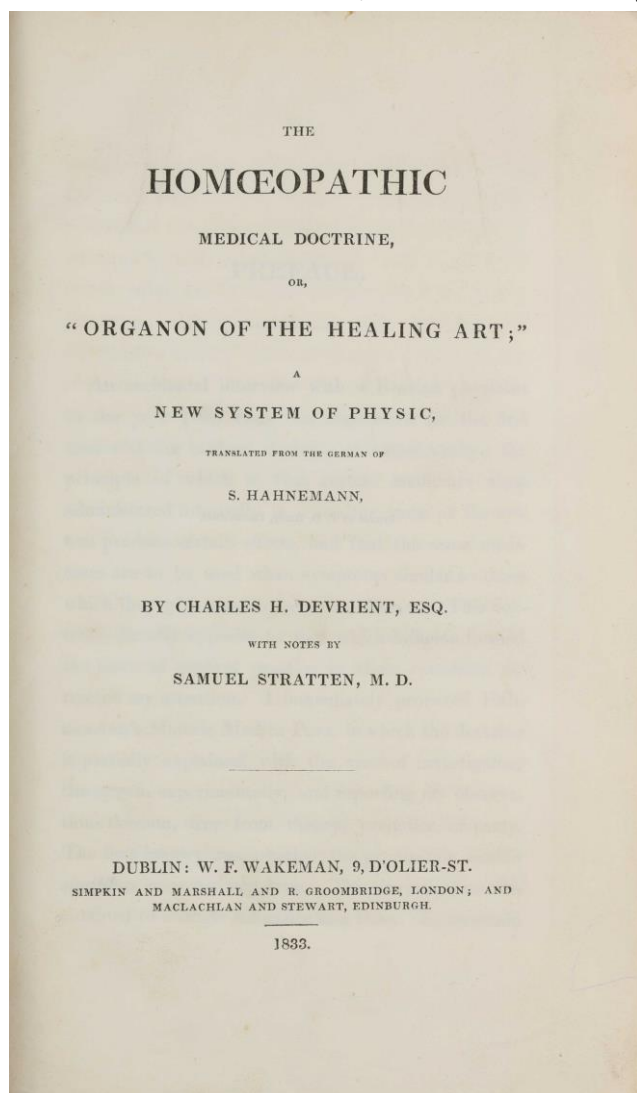 THE
HOMŒOPATHIC
MEDICAL DOCTRINE,
OR,
“ORGANON OF THE HEALING ART;”
A
NEW SYSTEM OF PHYSIC,
TRANSLATED FROM THE GERMAN OF
S. HAHNEMANN,
BY CHARLES H. DEVRIENT, ESQ.
WITH NOTES BY
SAMUEL STRATTEN, M. D.
DUBLIN: W. F. WAKEMAN, 9, D'OLIER-ST.
SIMPKIN AND MARSHALL AND R. GROOMBRIDGE, LONDON; AND
MACLACHLAN AND STEWART, EDINBURGH.
1833.